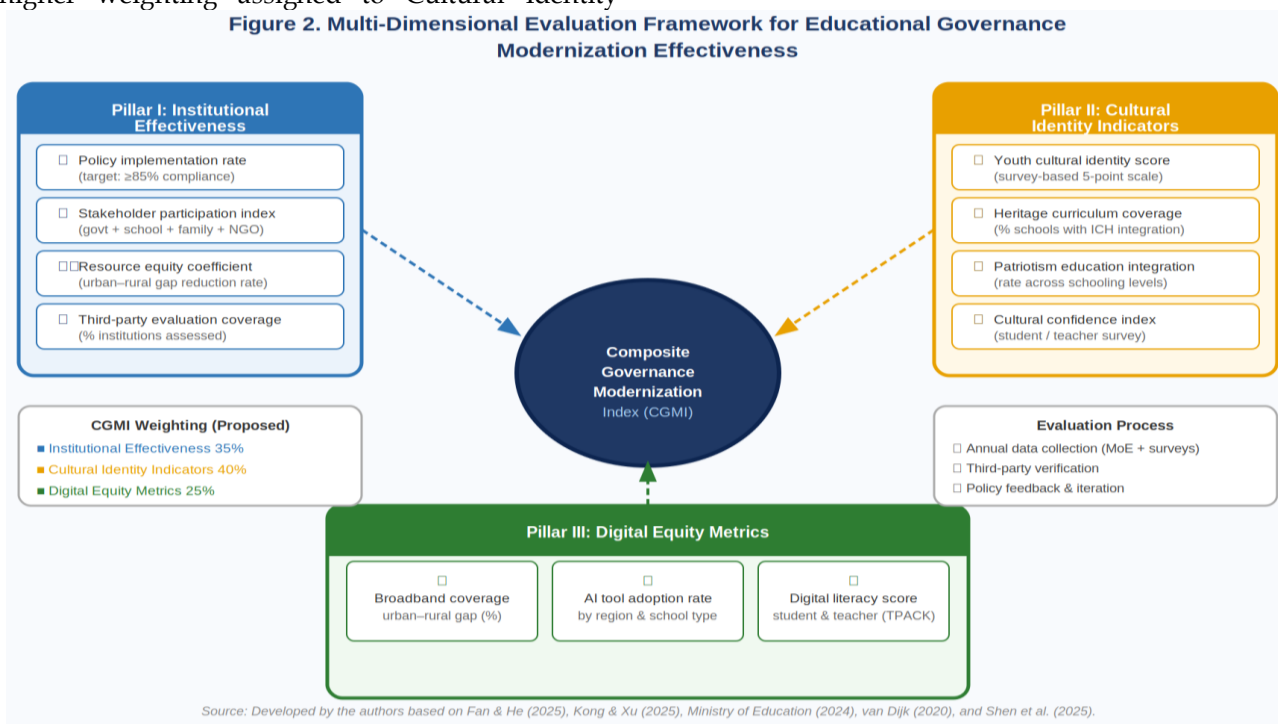 higher weighting assigned to Cultural Identity
Figure 2. Multi-Dimensional Evaluation Framework for Educational Governance
Modernization Effectiveness
Pillar I: Institutional
Effectiveness
Policy implementation rate
(target: ≥85% compliance)
Stakeholder participation index
(govt + school + family + NGO)
Resource equity coefficient
(urban–rural gap reduction rate)
Third-party evaluation coverage
(% institutions assessed)
Pillar II: Cultural
Identity Indicators
Youth cultural identity score
(survey-based 5-point scale)
Heritage curriculum coverage
(% schools with ICH integration)
Patriotism education integration
(rate across schooling levels)
Cultural confidence index
(student / teacher survey)
Composite
Governance
Modernization
Index (CGMI)
CGMI Weighting (Proposed)
■ Institutional Effectiveness 35%
■ Cultural Identity Indicators 40%
■ Digital Equity Metrics 25%
Evaluation Process
Annual data collection (MoE + surveys)
Third-party verification
Policy feedback & iteration
Pillar III: Digital Equity Metrics
Broadband coverage
urban–rural gap (%)
AI tool adoption rate
by region & school type
Digital literacy score
student & teacher (TPACK)
Source: Developed by the authors based on Fan & He (2025), Kong & Xu (2025), Ministry of Education (2024), van Dijk (2020), and Shen et al. (2025).